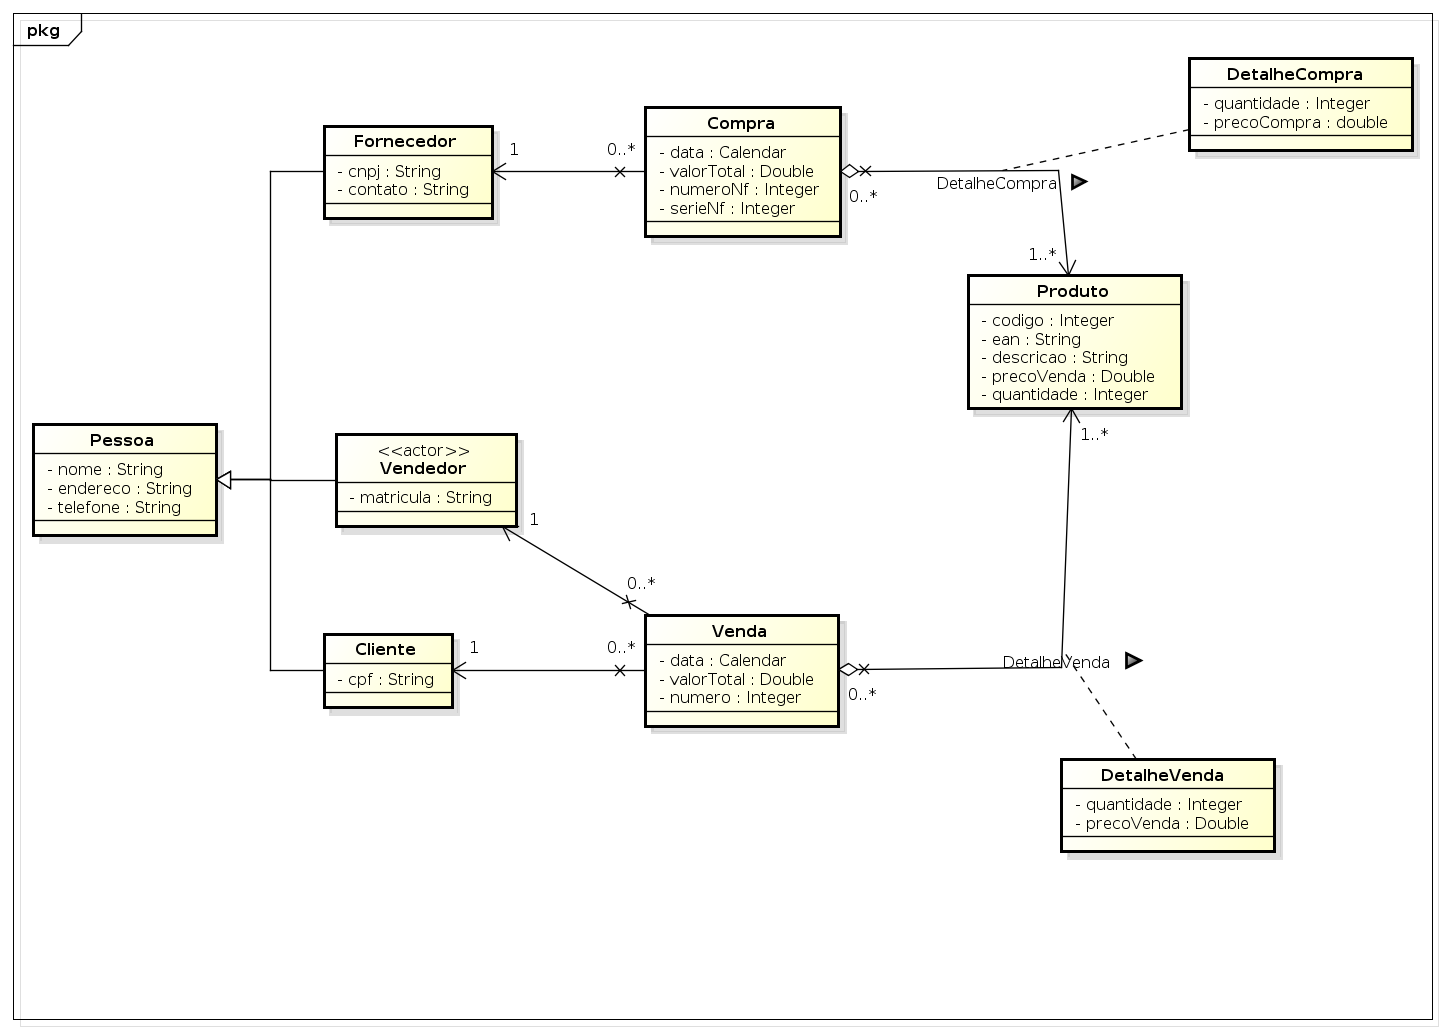 pkg
DetalheCompra
- quantidade : Integer
- precoCompra : double
Fornecedor
- cnpj : String
- contato : String
1
0..*
Compra
- data : Calendar
- valorTotal : Double
- numeroNf : Integer
- serieNf : Integer
0..*
DetalheCompra
1..*
Produto
- codigo : Integer
- ean : String
- descricao : String
- precoVenda : Double
- quantidade : Integer
1..*
Pessoa
- nome : String
- endereco : String
- telefone : String
<<actor>>
Vendedor
- matricula : String
1
0..*
Cliente
- cpf : String
1
0..*
Venda
- data : Calendar
- valorTotal : Double
- numero : Integer
0..*
DetalheVenda
DetalheVenda
- quantidade : Integer
- precoVenda : Double